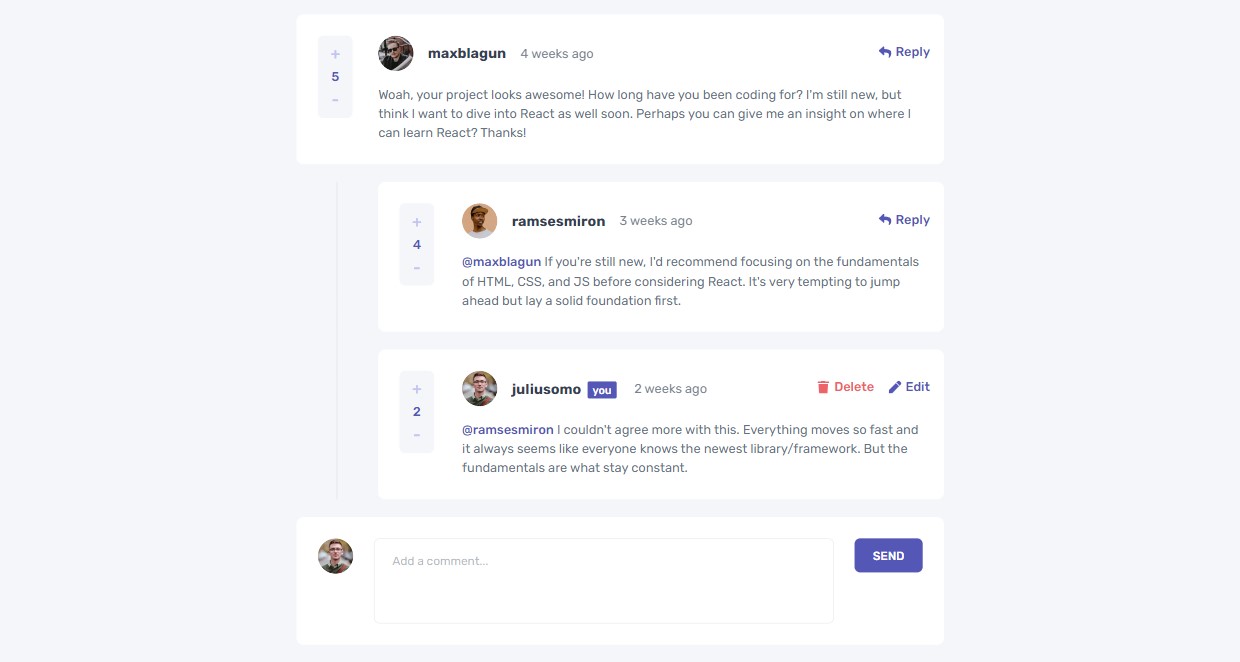 +
5
-
maxblagun 4 weeks ago Reply
Woah, your project looks awesome! How long have you been coding for? I'm still new, but
think I want to dive into React as well soon. Perhaps you can give me an insight on where I
can learn React? Thanks!
+
4
-
ramsesmiron 3 weeks ago Reply
@maxblagun If you're still new, I'd recommend focusing on the fundamentals
of HTML, CSS, and JS before considering React. It's very tempting to jump
ahead but lay a solid foundation first.
+
2
-
juliusomo you 2 weeks ago Delete Edit
@ramsesmiron I couldn't agree more with this. Everything moves so fast and
it always seems like everyone knows the newest library/framework. But the
fundamentals are what stay constant.
Add a comment...
SEND